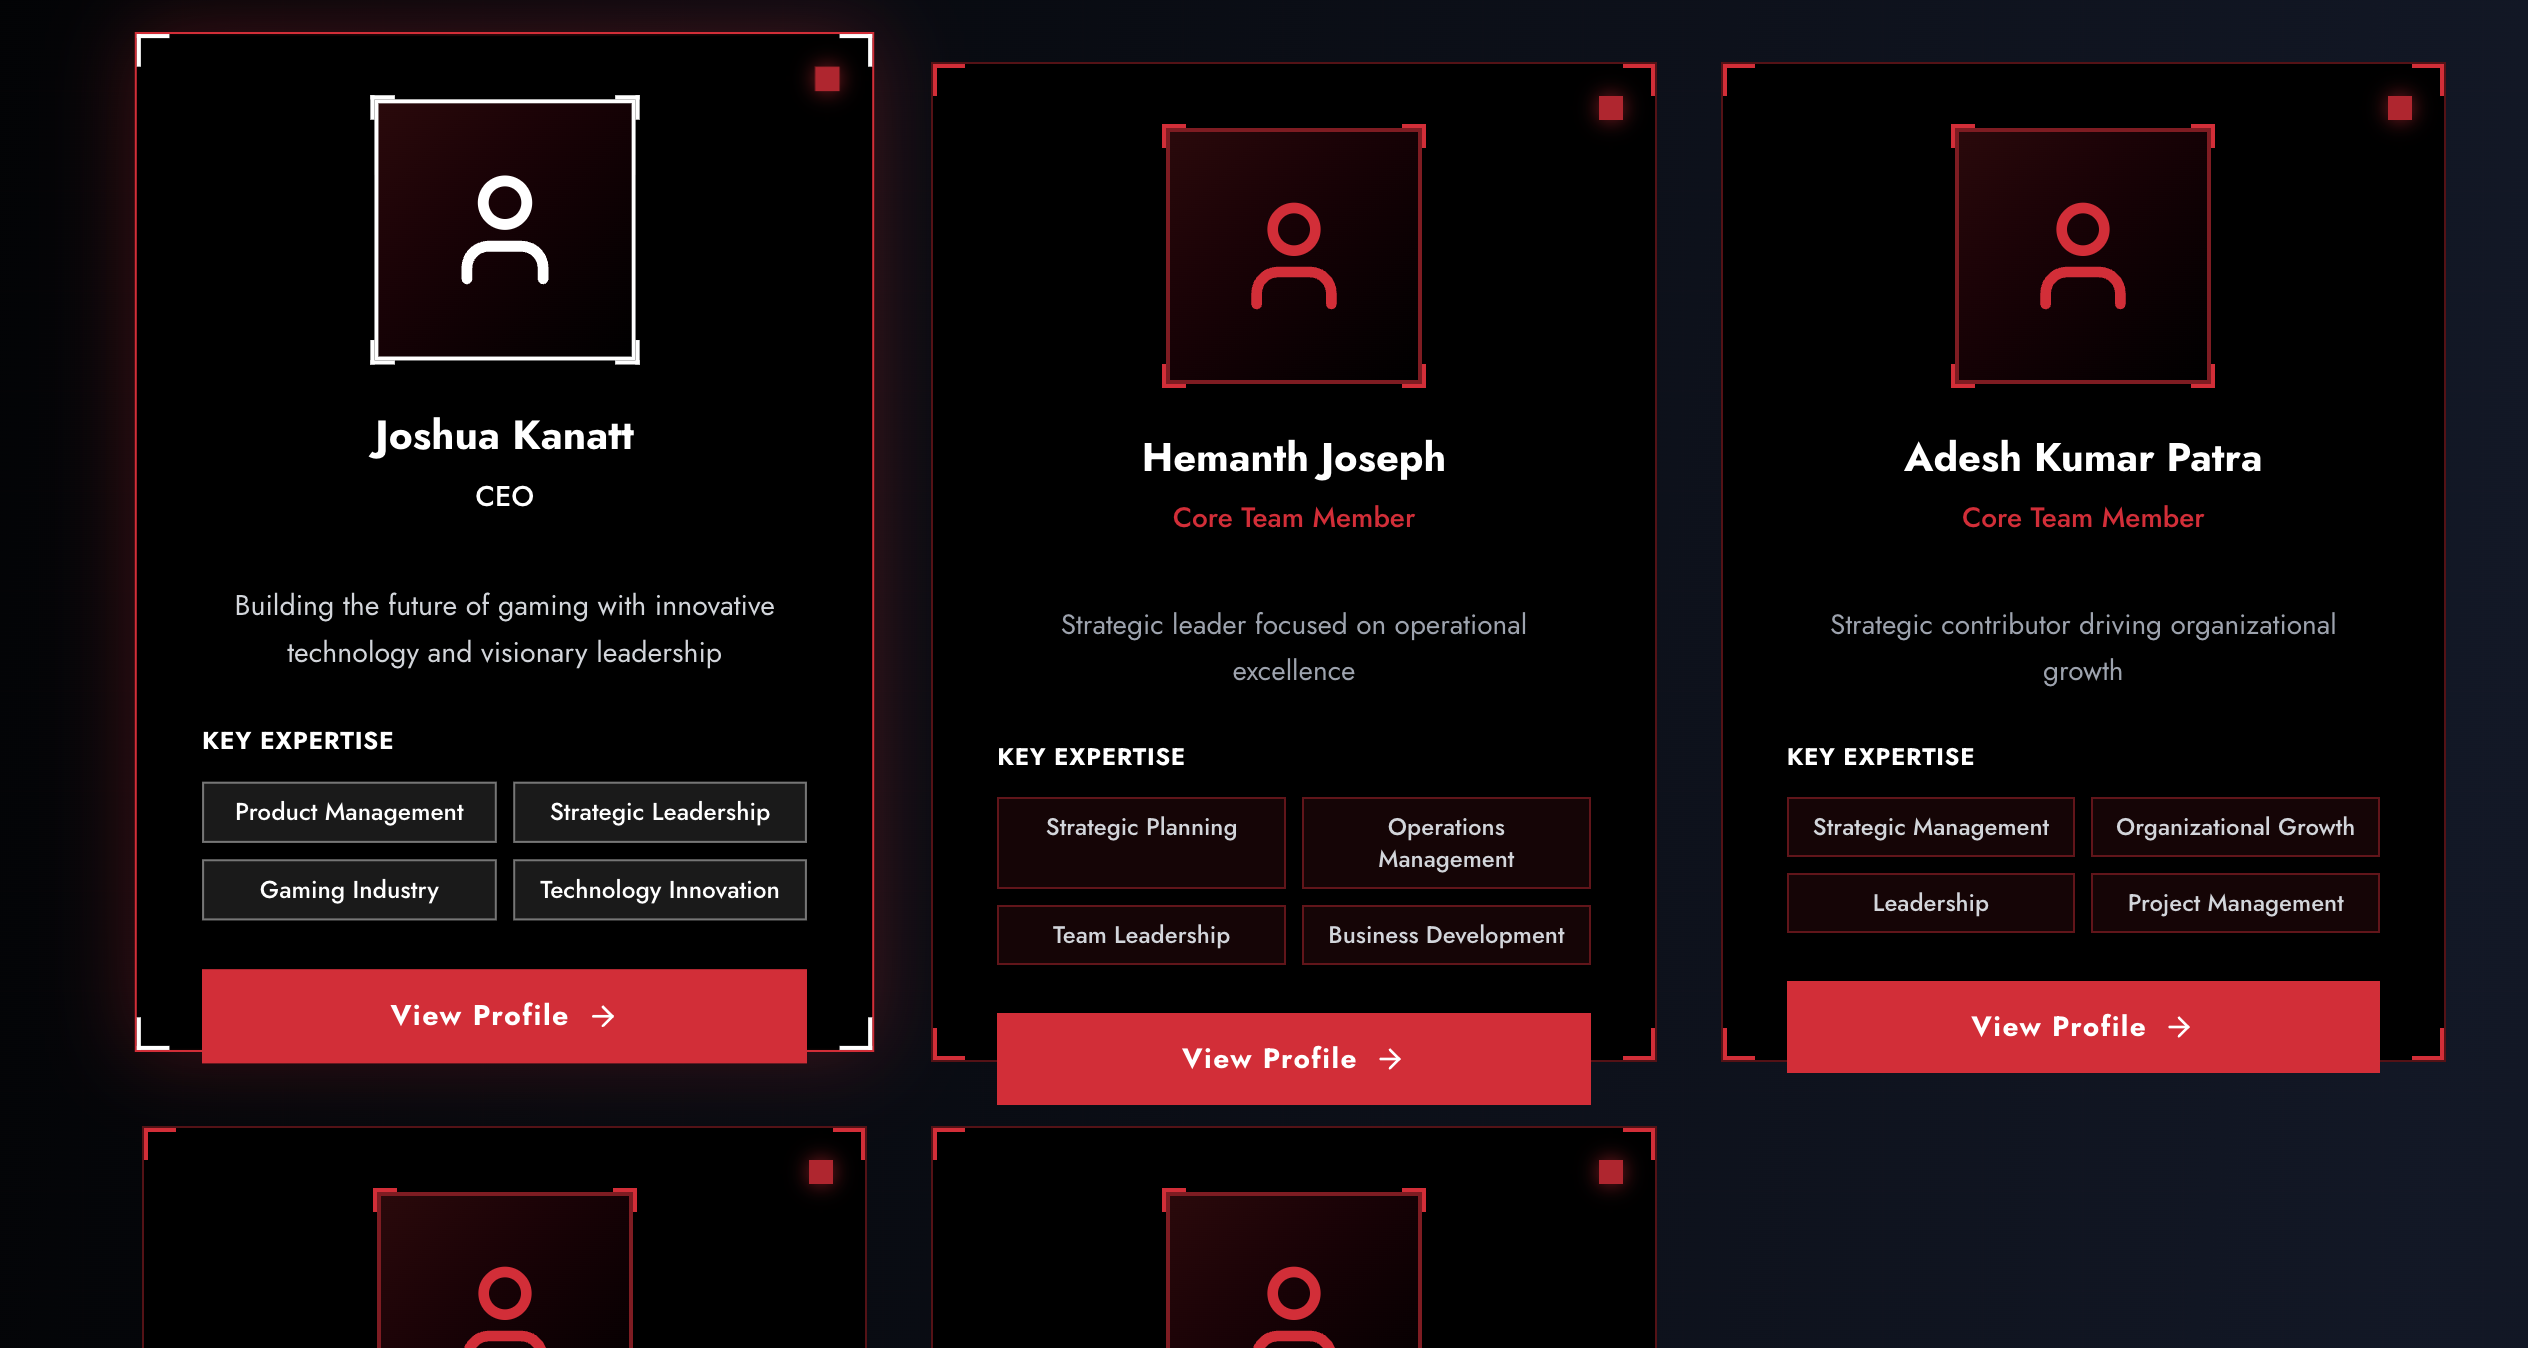 Joshua Kanatt
CEO
Building the future of gaming with innovative
technology and visionary leadership
KEY EXPERTISE
Product Management
Strategic Leadership
Gaming Industry
Technology Innovation
View Profile →
Hemanth Joseph
Core Team Member
Strategic leader focused on operational
excellence
KEY EXPERTISE
Strategic Planning
Operations
Management
Team Leadership
Business Development
View Profile →
Adesh Kumar Patra
Core Team Member
Strategic contributor driving organizational
growth
KEY EXPERTISE
Strategic Management
Organizational Growth
Leadership
Project Management
View Profile →